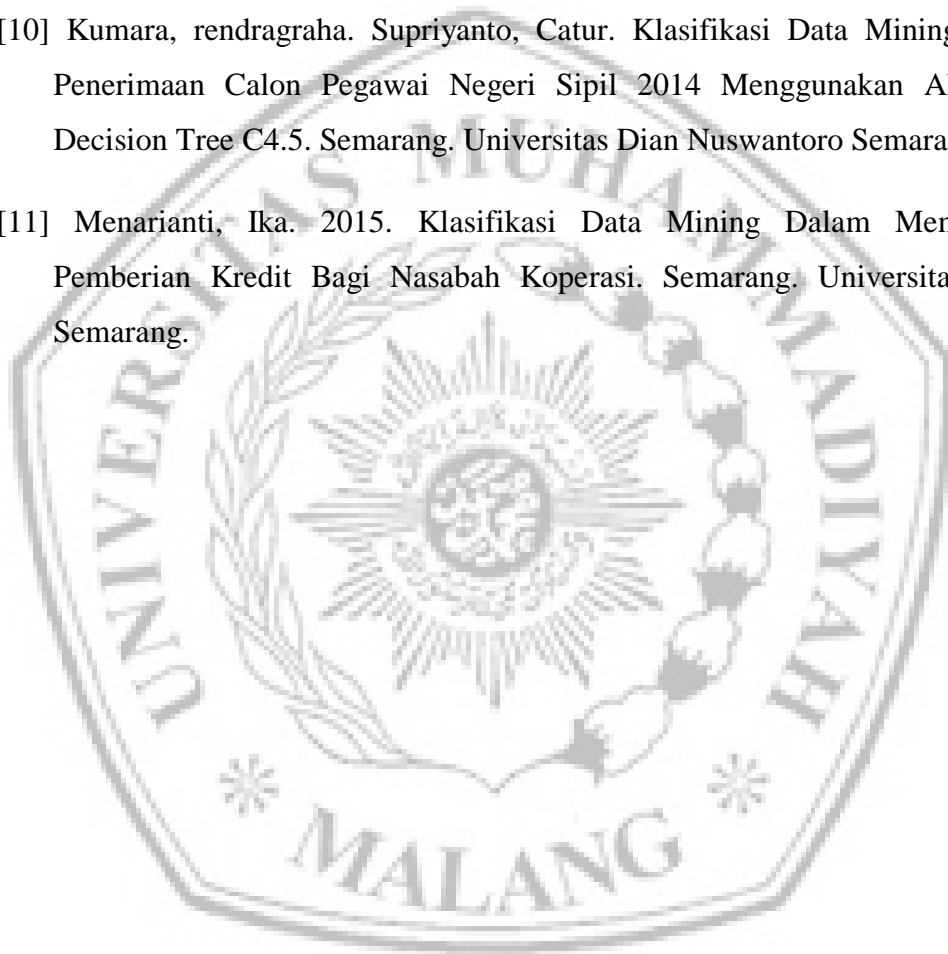 [10] Kumara, rendragraha. Supriyanto, Catur. Klasifikasi Data Mining
Penerimaan Calon Pegawai Negeri Sipil 2014 Menggunakan
Decision Tree C4.5. Semarang. Universitas Dian Nuswantoro
[11] Menarianti, Ika. 2015. Klasifikasi Data Mining Dalam
Pemberian Kredit Bagi Nasabah Koperasi. Semarang.
Semarang.
UNIVERSITAS MUHAMMADIYAH
MALANG